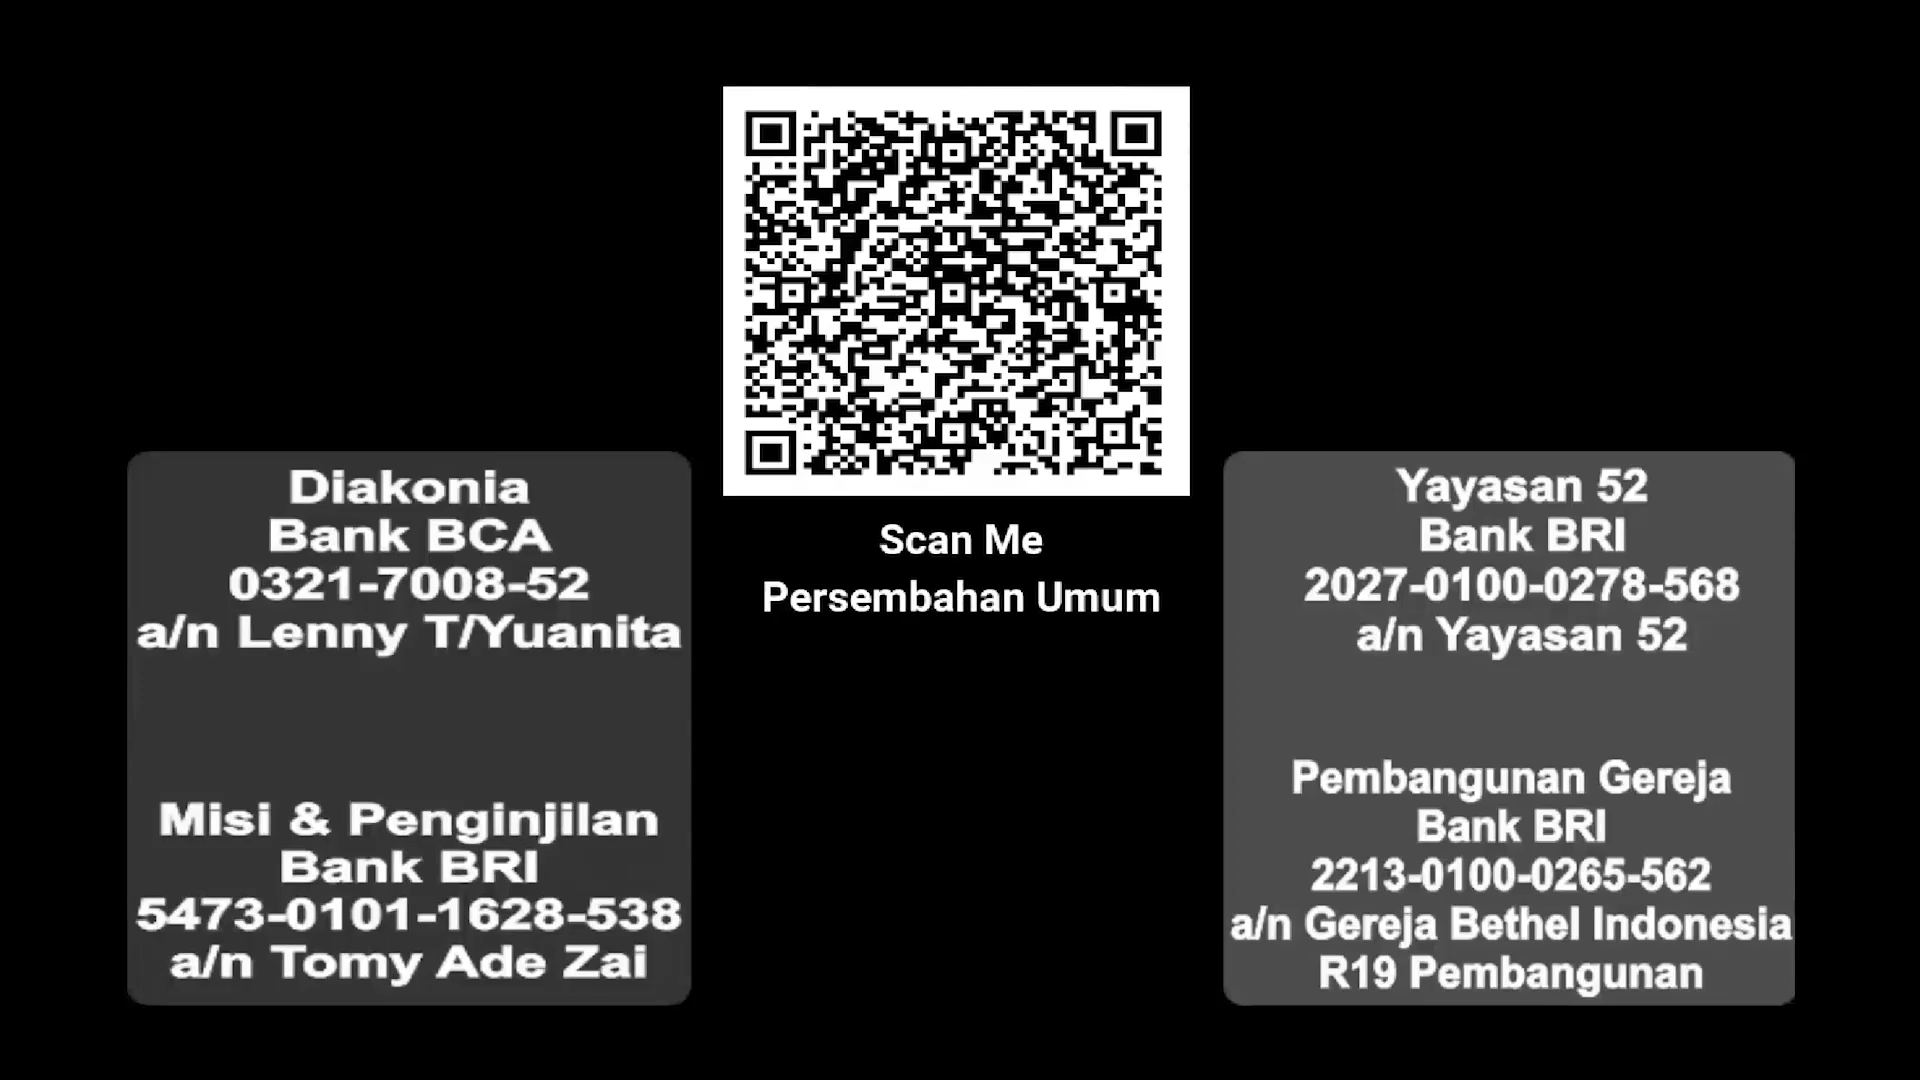 Scan Me
Persembahan Umum
Diakonia
Bank BCA
0321-7008-52
a/n Lenny T/Yuanita
Misi & Penginjilan
Bank BRI
5473-0101-1628-538
a/n Tomy Ade Zai
Yayasan 52
Bank BRI
2027-0100-0278-568
a/n Yayasan 52
Pembangunan Gereja
Bank BRI
2213-0100-0265-562
a/n Gereja Bethel Indonesia
R19 Pembangunan